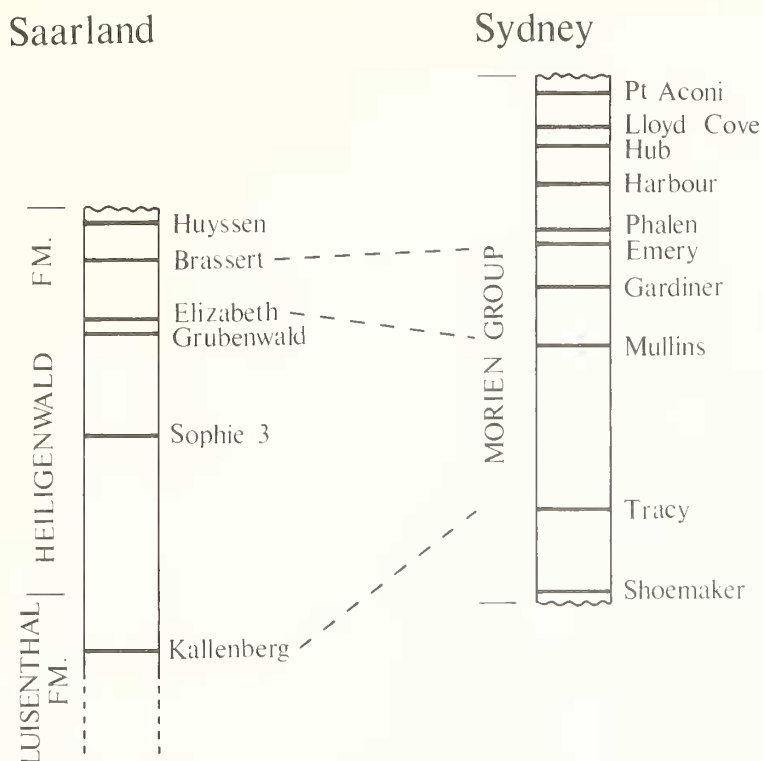 Saarland
Huyssen
Brassert
Elizabeth
Grubenwald
Sophie 3
Kallenberg
HEILIGENWALD FM.
LUISENTHAL
FM.
Sydney
Pt Aconi
Lloyd Cove
Hub
Harbour
Phalen
Emery
Gardiner
Mullins
Tracy
Shoemaker
MORIEN GROUP